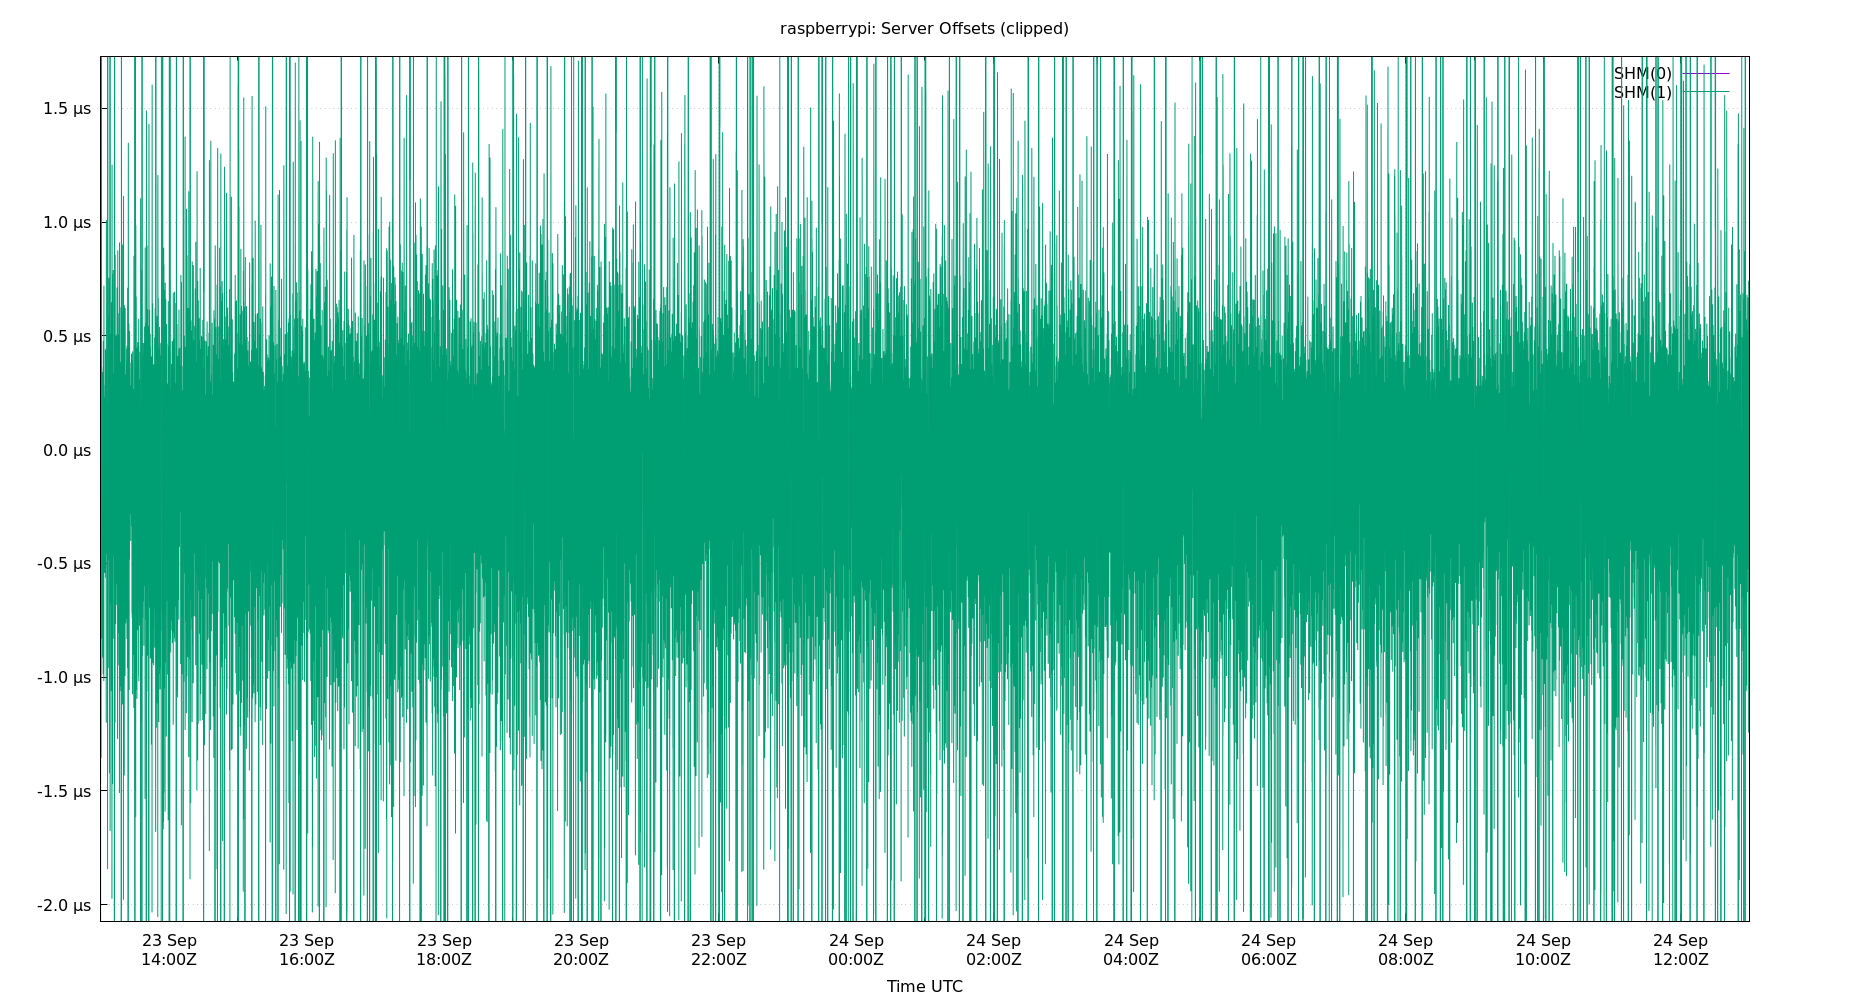 raspberrypi: Server Offsets (clipped)
SHM(0)
SHM(1)
1.5 µs
1.0 µs
0.5 µs
0.0 µs
-0.5 µs
-1.0 µs
-1.5 µs
-2.0 µs
23 Sep 23 Sep 23 Sep 23 Sep 23 Sep 24 Sep 24 Sep 24 Sep 24 Sep 24 Sep 24 Sep 24 Sep
14:00Z 16:00Z 18:00Z 20:00Z 22:00Z 00:00Z 02:00Z 04:00Z 06:00Z 08:00Z 10:00Z 12:00Z
Time UTC